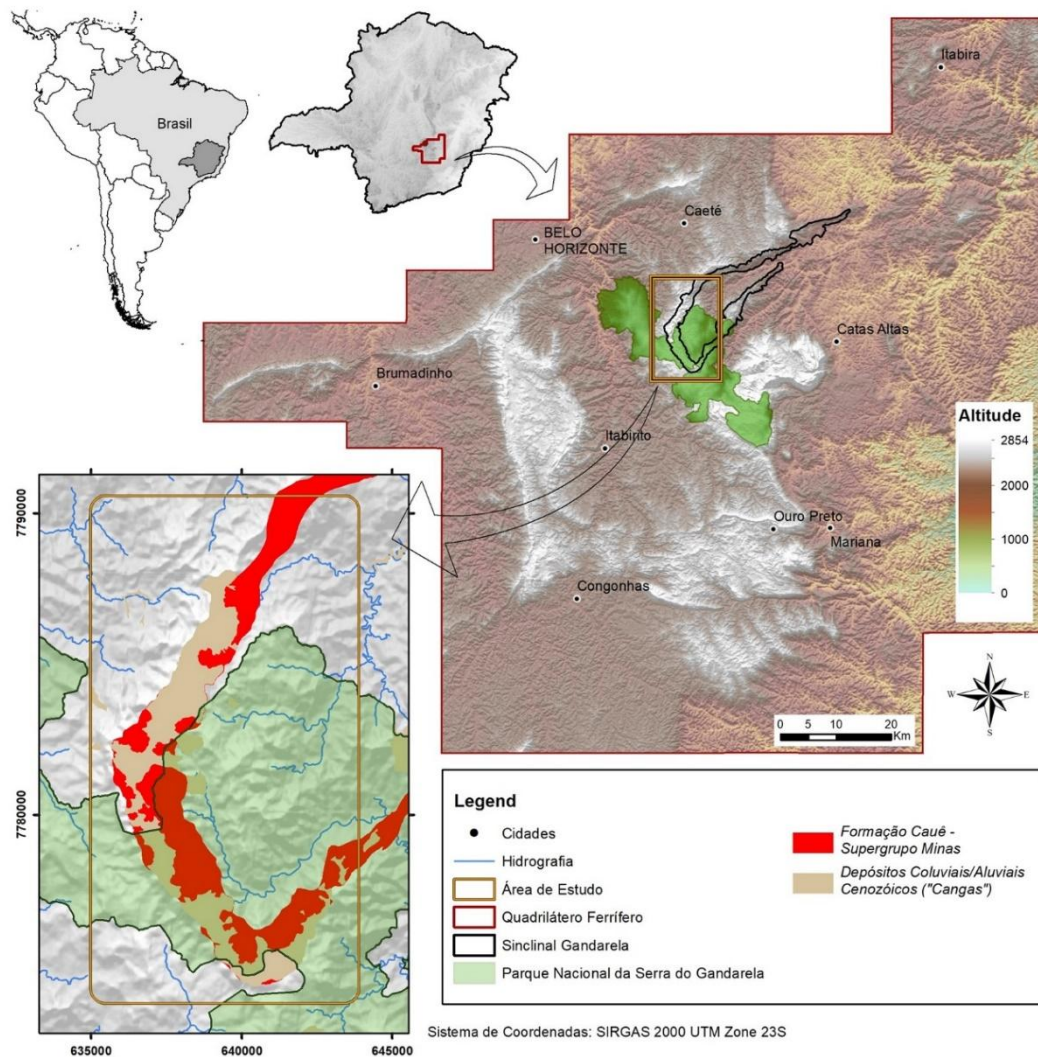 Brasil
Itabira
Caeté
BELO
HORIZONTE
Catas Altas
Brumadinho
Altitude
2854
2000
1000
0
Itabirito
Ouro Preto
Mariana
Congonhas
N
W
E
S
0 5 10 20
Km
7790000
7780000
635000
640000
645000
Legend
Cidades
Hidrografia
Área de Estudo
Quadrilátero Ferrífero
Sinclinal Gandarela
Parque Nacional da Serra do Gandarela
Formação Cauê -
Supergrupo Minas
Depósitos Coluviais/Aluviais
Cenozóicos ("Cangas")
Sistema de Coordenadas: SIRGAS 2000 UTM Zone 23S